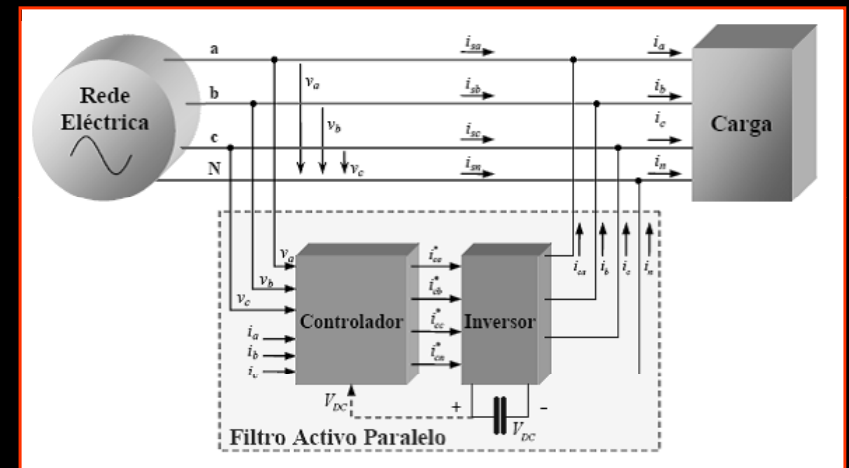 a
i_sa
i_a
v_a
Rede
Eléctrica
b
i_sb
i_b
v_b
c
i_sc
i_c
Carga
N
v_c
i_sn
i_n
v_a
i*_ca
i_ca
i_b
i_c
i_n
v_b
i*_cb
v_c
Controlador
i*_cc
Inversor
i_a
i_b
i*_cn
V_DC
+
-
V_DC
Filtro Activo Paralelo